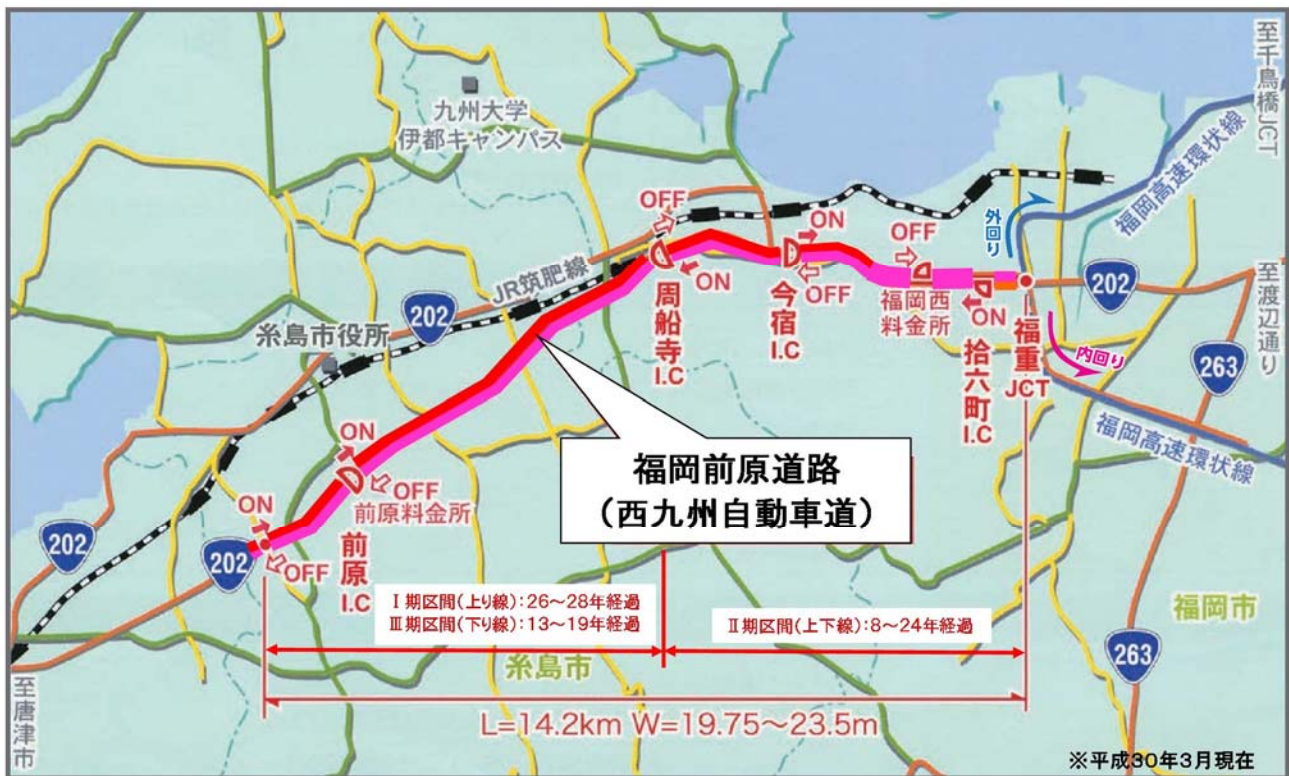 至千鳥橋JCT
九州大学
伊都キャンパス
福岡高速環状線
外回り
OFF
ON
OFF
ON
ON
OFF
JR筑肥線
202
周船寺
I.C
今宿
I.C
福岡西
料金所
ON
拾六町
I.C
福重
JCT
202
至渡辺通り
内回り
263
福岡高速環状線
糸島市役所
福岡前原道路
(西九州自動車道)
ON
OFF
前原料金所
前原
I.C
ON
OFF
202
202
Ⅰ期区間(上り線):26~28年経過
Ⅲ期区間(下り線):13~19年経過
Ⅱ期区間(上下線):8~24年経過
福岡市
263
糸島市
至唐津市
L=14.2km W=19.75~23.5m
※平成30年3月現在